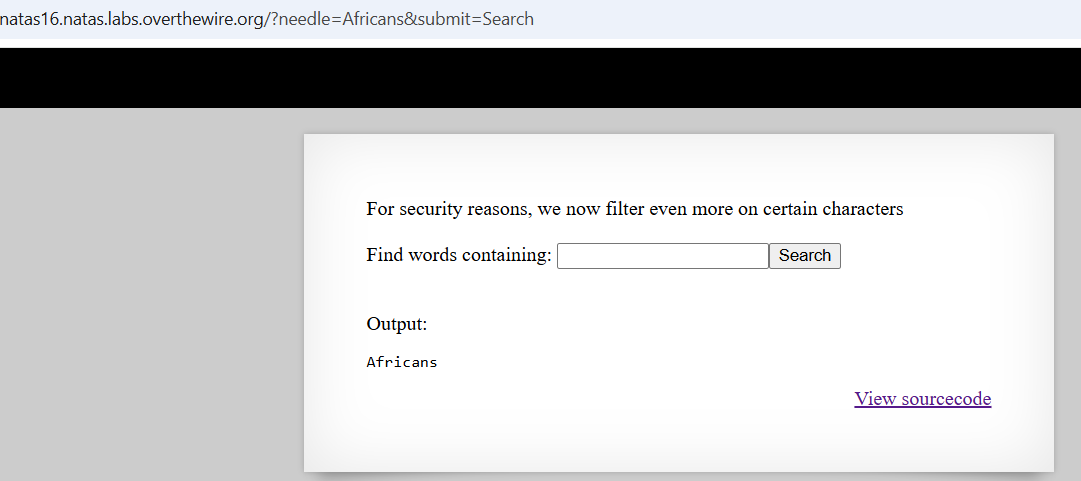 natas16.natas.labs.overthewire.org/?needle=Africans&submit=Search
For security reasons, we now filter even more on certain characters
Find words containing: Search
Output:
Africans
View sourcecode